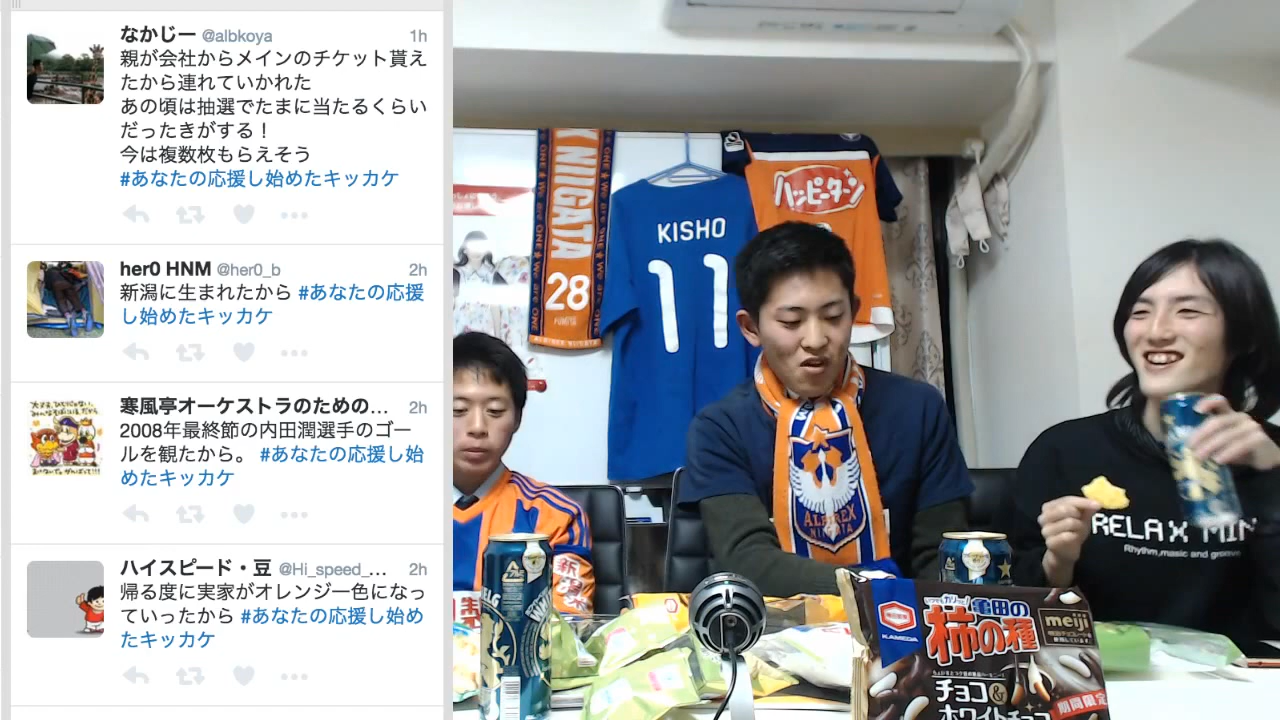 なかじー @albkoya 1h
親が会社からメインのチケット貰え
たから連れていかれた
あの頃は抽選でたまに当たるくらい
だったきがする！
今は複数枚もらえそう
#あなたの応援し始めたキッカケ
her0 HNM @her0_b 2h
新潟に生まれたから #あなたの応援
し始めたキッカケ
寒風亭オーケストラのための... 2h
2008年最終節の内田潤選手のゴー
ルを観たから。 #あなたの応援し始
めたキッカケ
ハイスピード・豆 @Hi_speed_... 2h
帰る度に実家がオレンジ一色になっ
ていったから #あなたの応援し始め
たキッカケ
NIIGATA
28
ONE★We are ONE
KISHO
11
ハッピーターン
ALBIREX
NIIGATA
RELAX MIN
Rhythm,masic and groove
新潟米
KAMEDA
亀田の
柿の種
meiji
チョコ&
ホワイトチョコ
期間限定